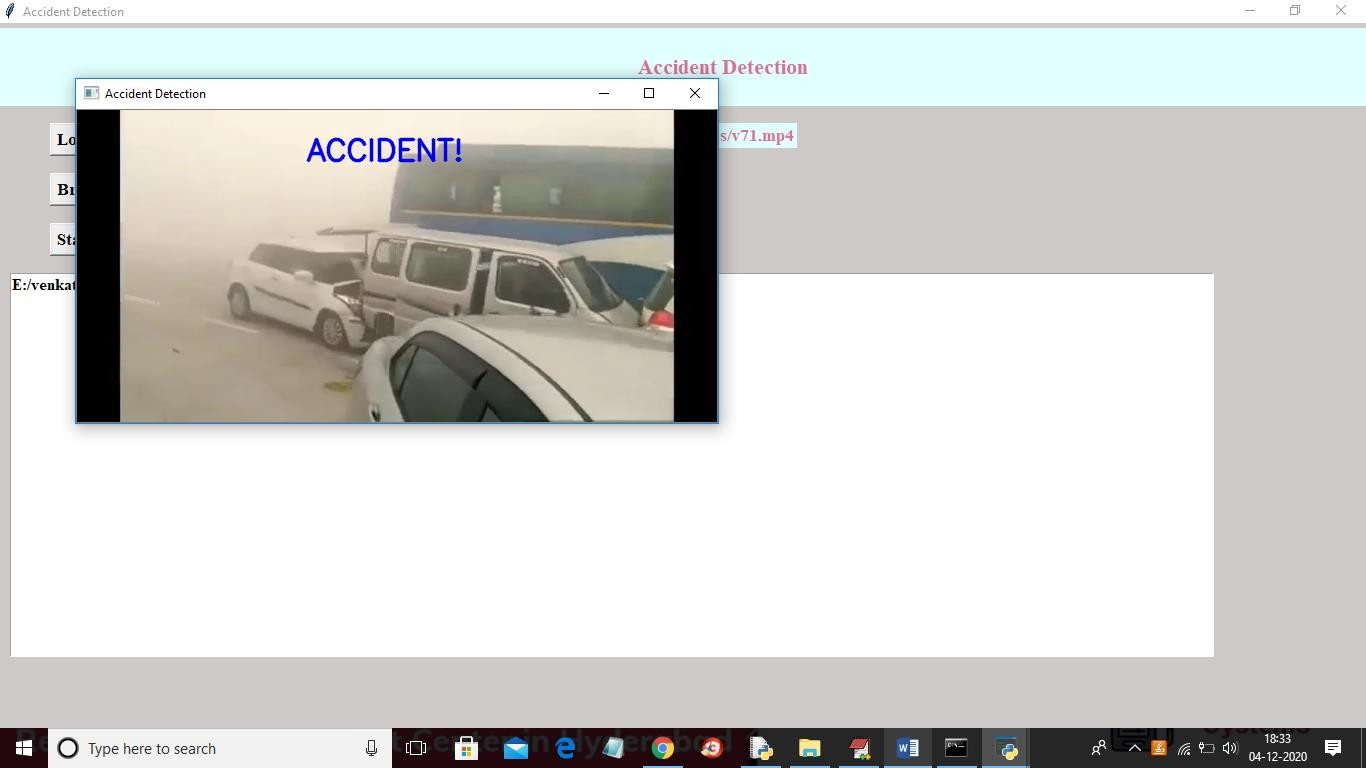 Accident Detection
Accident Detection
Accident Detection
ACCIDENT!
Lo
s/v71.mp4
Br
Sta
E:/venkat
Type here to search
18:33
04-12-2020